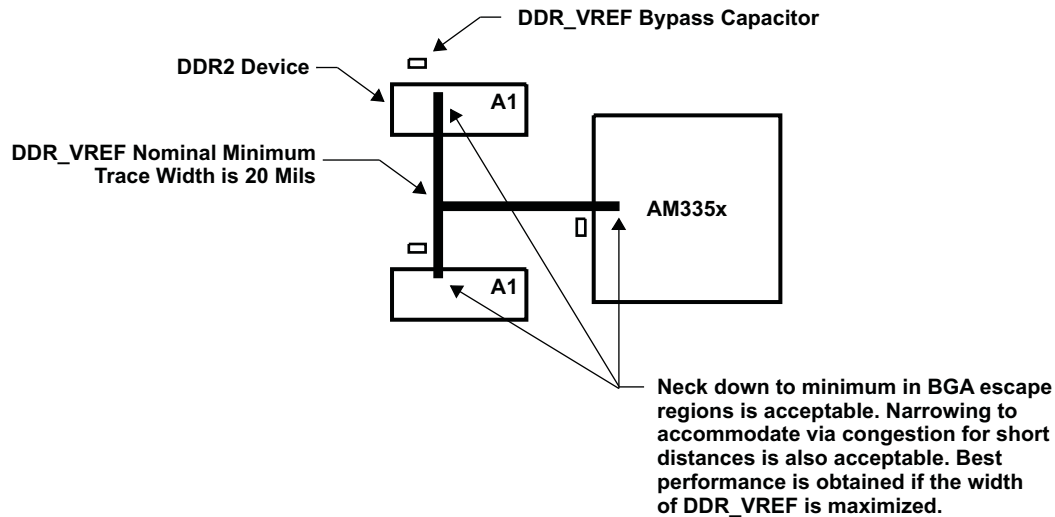 DDR_VREF Bypass Capacitor
DDR2 Device
A1
DDR_VREF Nominal Minimum
Trace Width is 20 Mils
AM335x
A1
Neck down to minimum in BGA escape
regions is acceptable. Narrowing to
accommodate via congestion for short
distances is also acceptable. Best
performance is obtained if the width
of DDR_VREF is maximized.